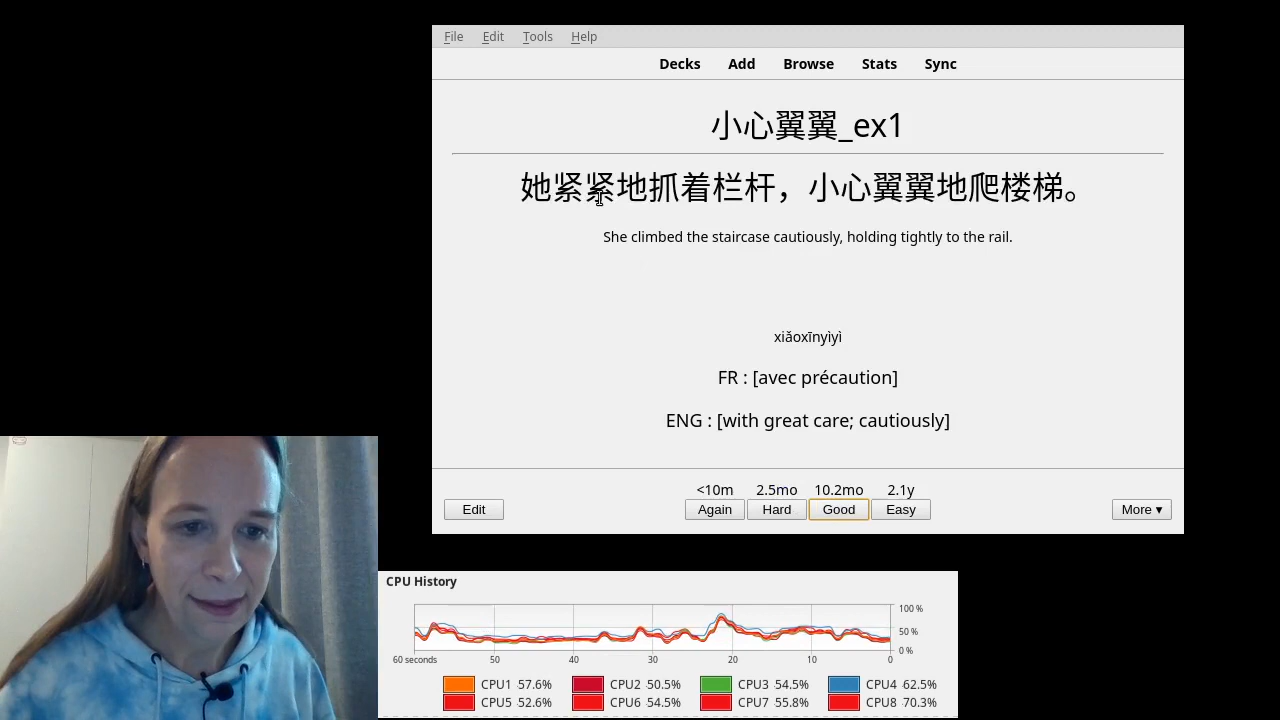 File Edit Tools Help
Decks Add Browse Stats Sync
小心翼翼_ex1
她紧紧地抓着栏杆，小心翼翼地爬楼梯。
She climbed the staircase cautiously, holding tightly to the rail.
xiǎoxīnyìyì
FR : [avec précaution]
ENG : [with great care; cautiously]
<10m 2.5mo 10.2mo 2.1y
Edit Again Hard Good Easy More ▾
CPU History
100 %
50 %
0 %
60 seconds 50 40 30 20 10 0
CPU1 57.6% CPU2 50.5% CPU3 54.5% CPU4 62.5%
CPU5 52.6% CPU6 54.5% CPU7 55.8% CPU8 70.3%